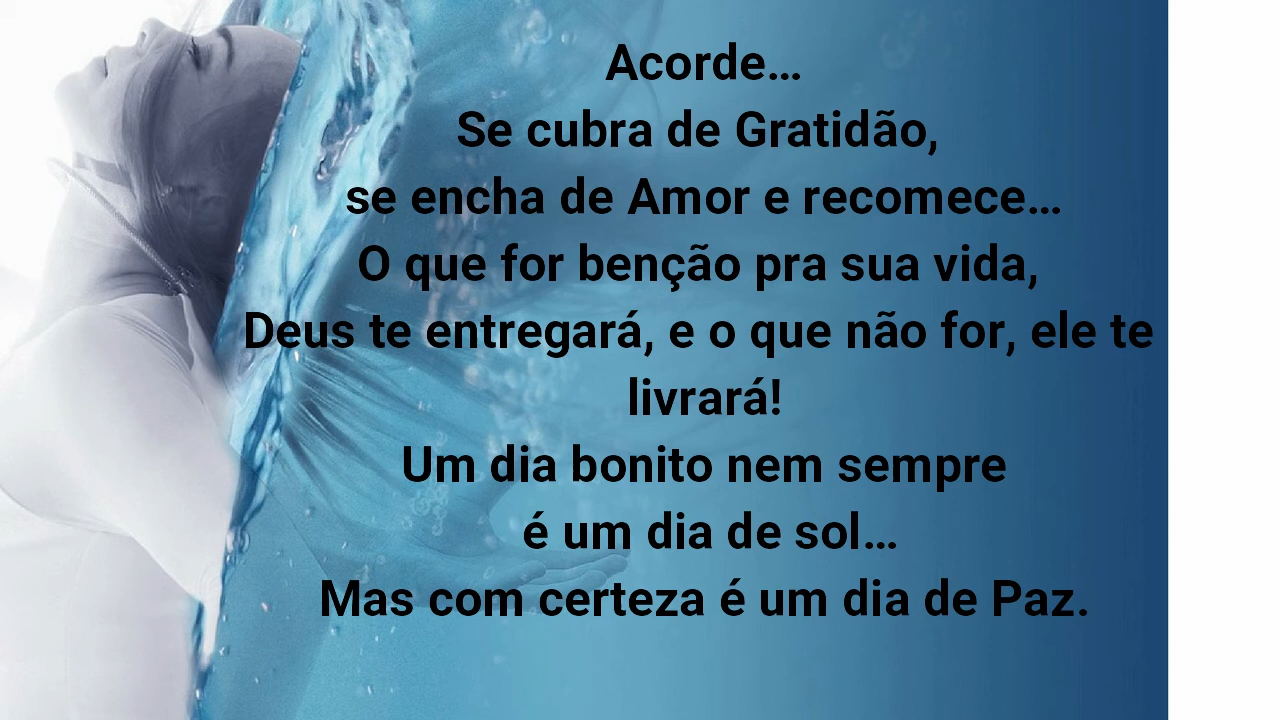 Acorde...
Se cubra de Gratidão,
se encha de Amor e recomece...
O que for benção pra sua vida,
Deus te entregará, e o que não for, ele te
livrará!
Um dia bonito nem sempre
é um dia de sol...
Mas com certeza é um dia de Paz.